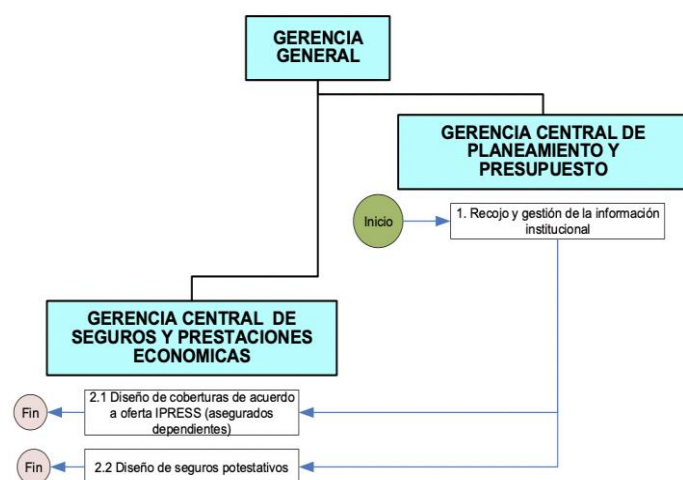 GERENCIA
GENERAL
GERENCIA CENTRAL DE
PLANEAMIENTO Y
PRESUPUESTO
Inicio
1. Recojo y gestión de la información
institucional
GERENCIA CENTRAL DE
SEGUROS Y PRESTACIONES
ECONOMICAS
Fin
2.1 Diseño de coberturas de acuerdo
a oferta IPRESS (asegurados
dependientes)
Fin
2.2 Diseño de seguros potestativos